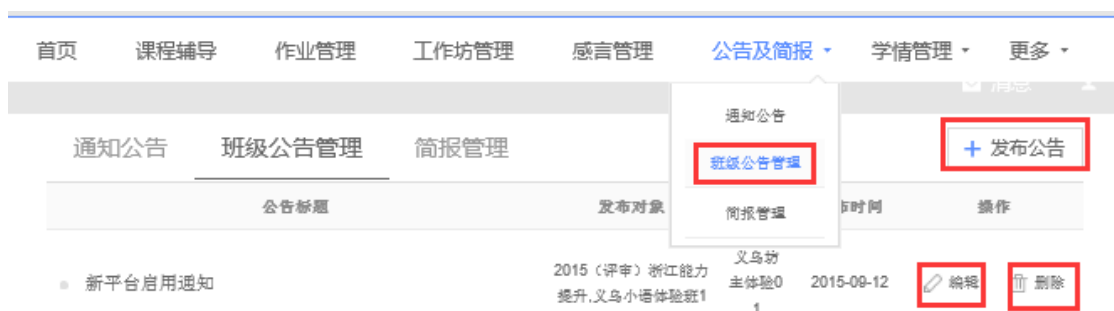 首页 课程辅导 作业管理 工作坊管理 感言管理 公告及简报 学情管理 更多
消息
通知公告
通知公告 班级公告管理 简报管理
+ 发布公告
班级公告管理
公告标题 发布对象 布时间 操作
简报管理
新平台启用通知
2015（评审）浙江能力
提升,义乌小语体验班1
义乌坊
主体验0
1
2015-09-12
编辑 删除